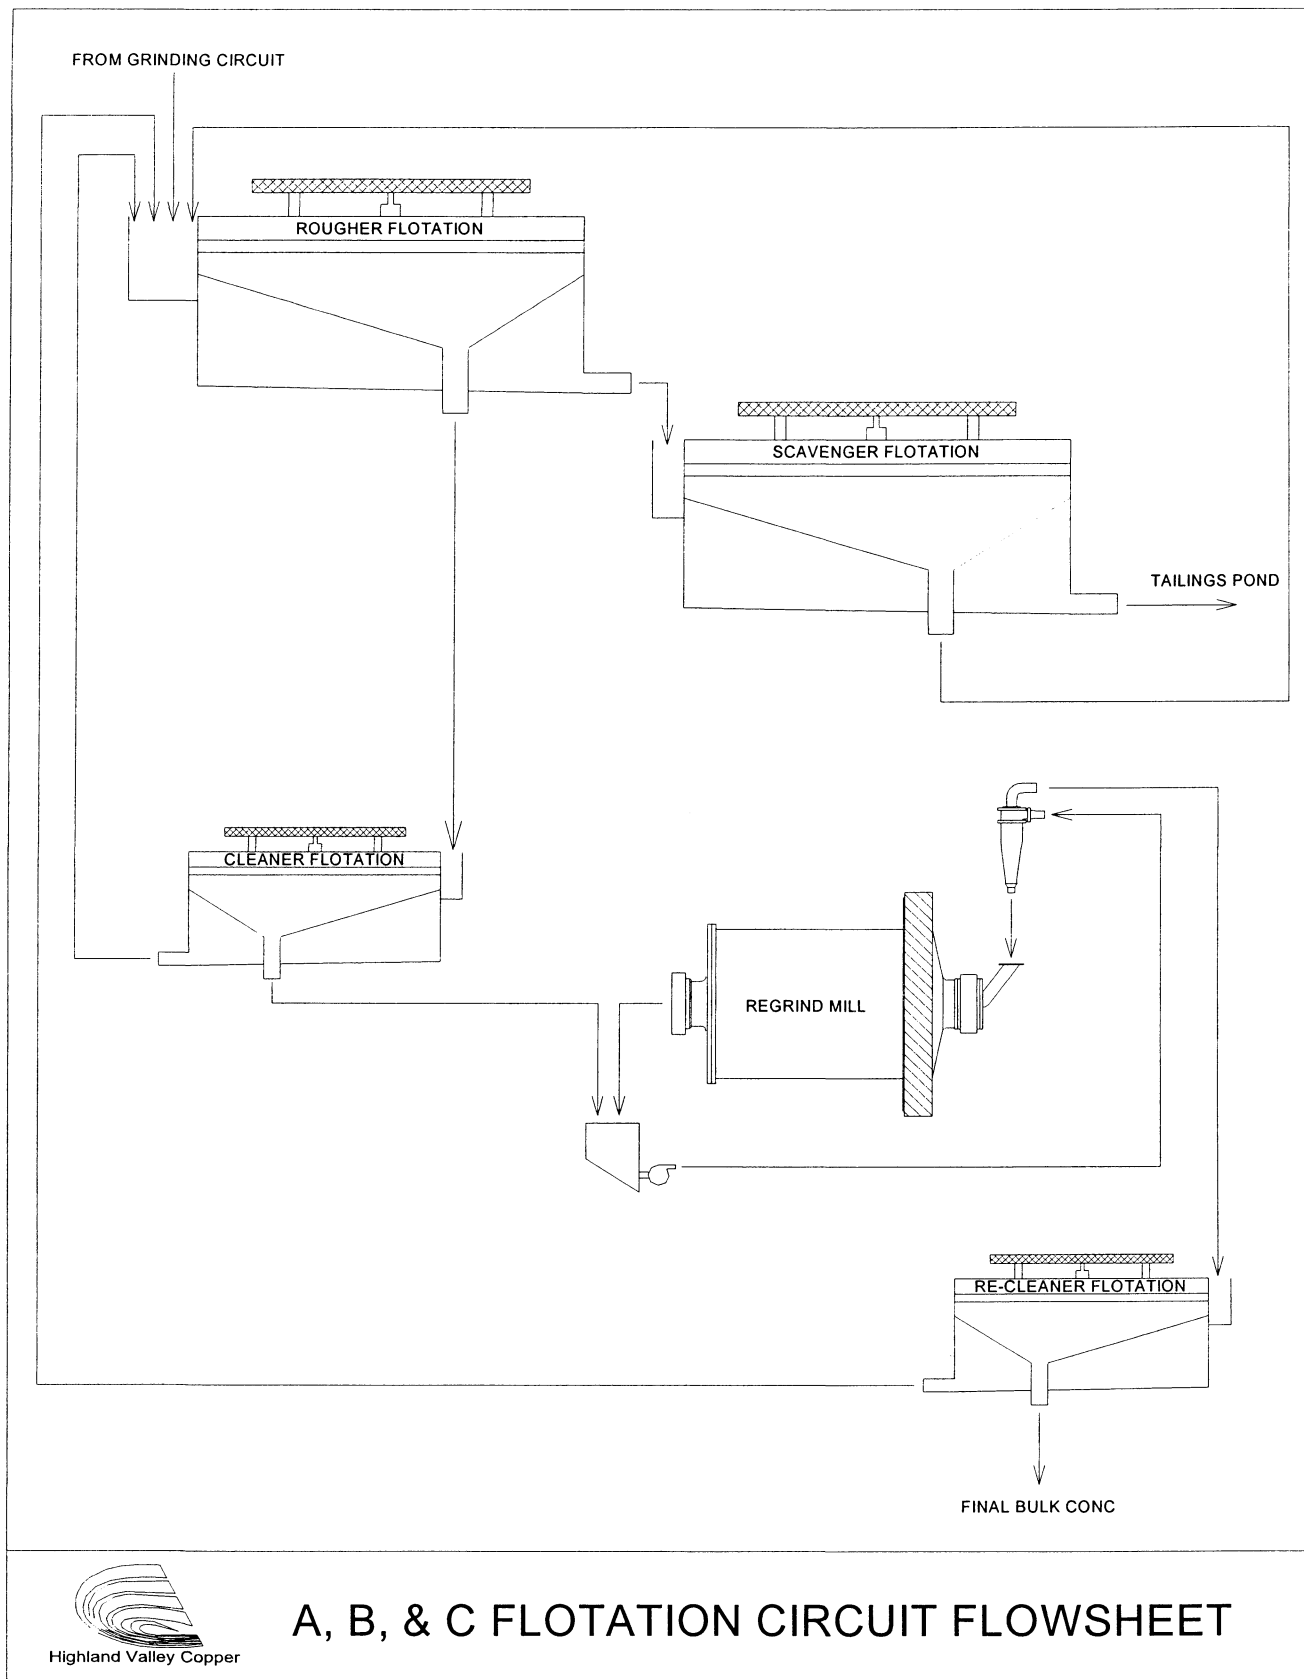 FROM GRINDING CIRCUIT
ROUGHER FLOTATION
SCAVENGER FLOTATION
TAILINGS POND
CLEANER FLOTATION
REGRIND MILL
RE-CLEANER FLOTATION
FINAL BULK CONC
A, B, & C FLOTATION CIRCUIT FLOWSHEET
Highland Valley Copper